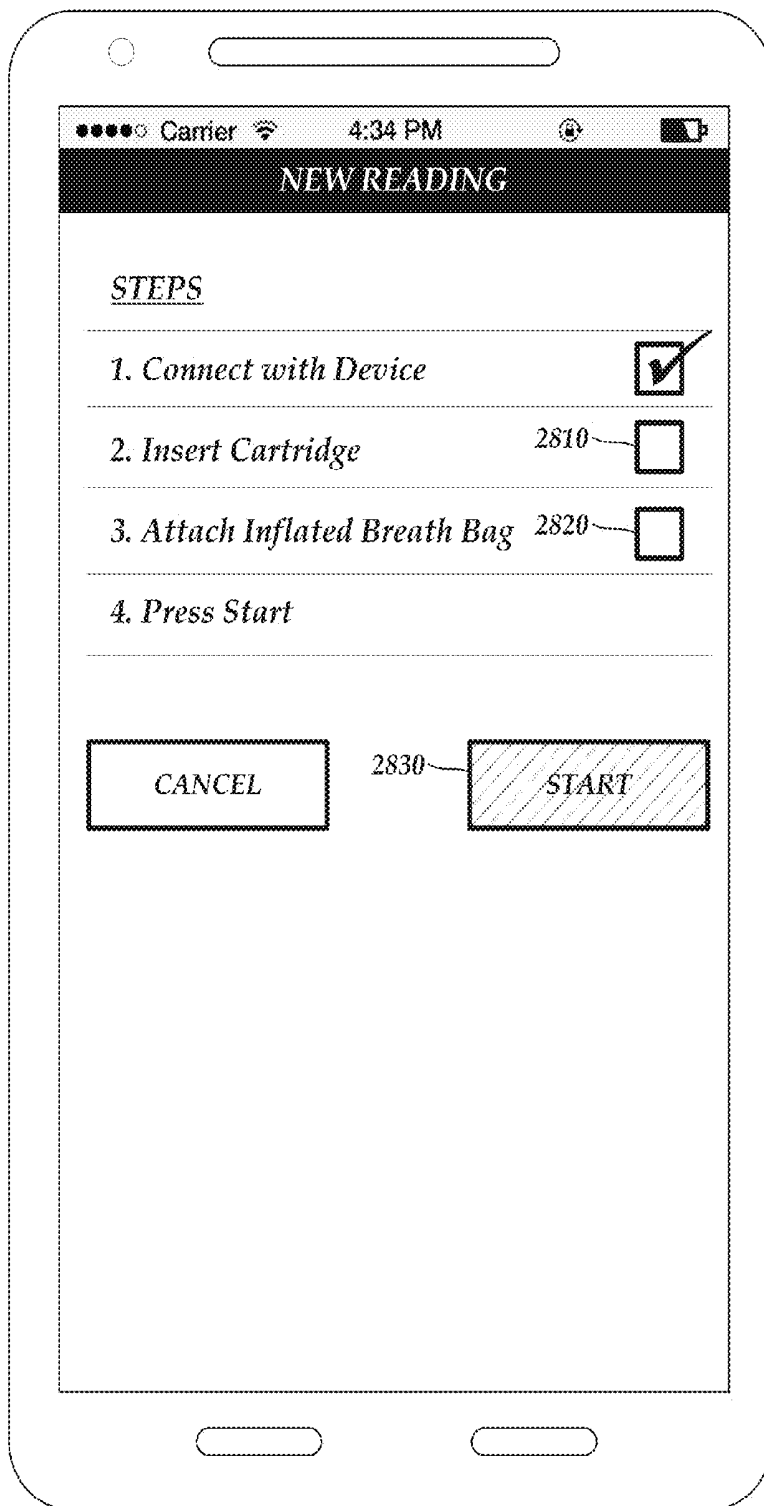 Carrier 4:34 PM
NEW READING
STEPS
1. Connect with Device
2. Insert Cartridge 2810
3. Attach Inflated Breath Bag 2820
4. Press Start
CANCEL 2830 START